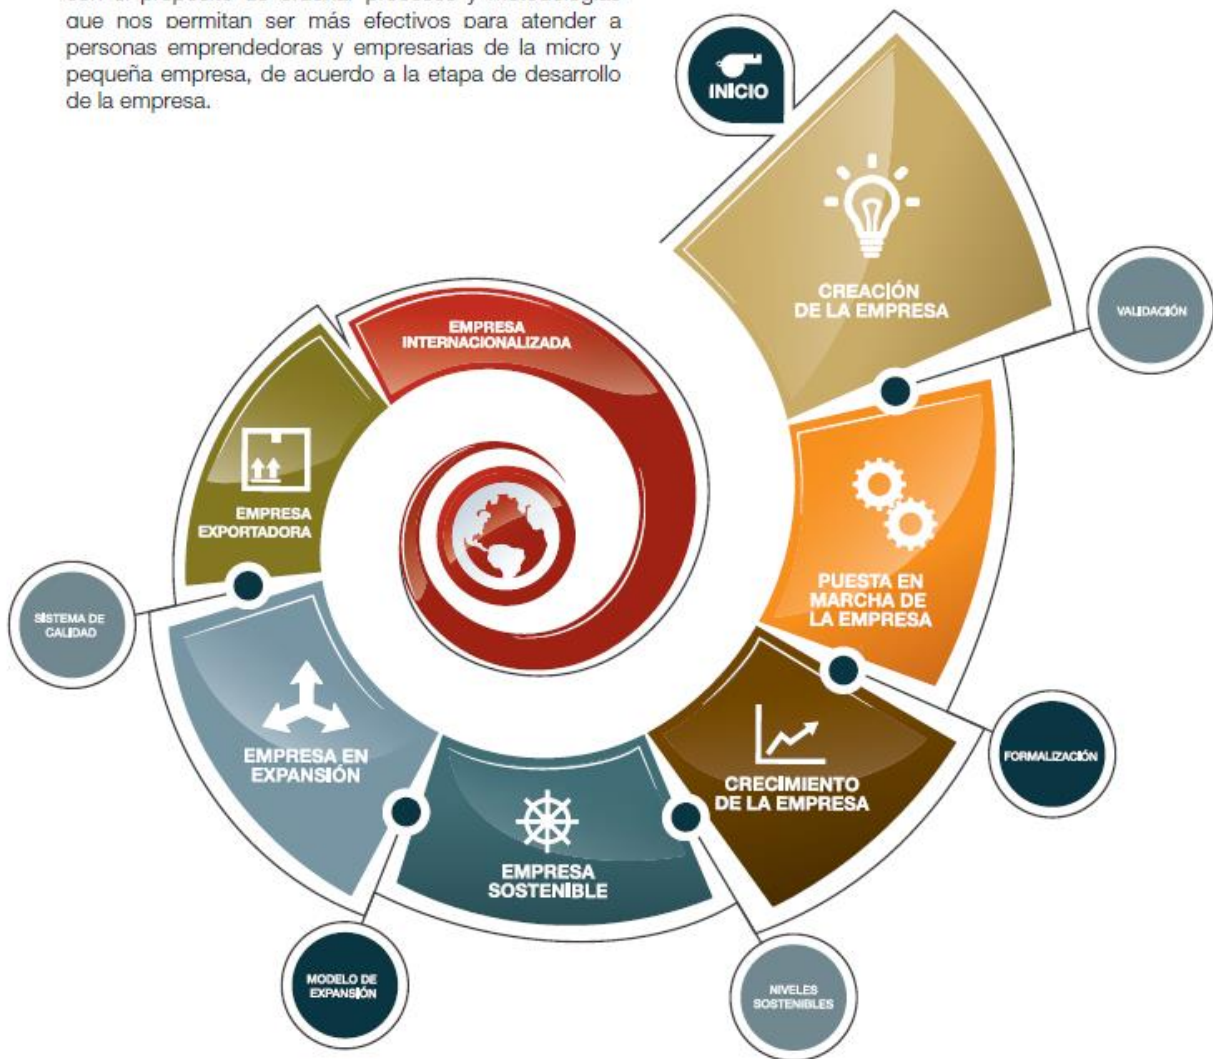 que nos permitan ser más efectivos para atender a
personas emprendedoras y empresarias de la micro y
pequeña empresa, de acuerdo a la etapa de desarrollo
de la empresa.
INICIO
CREACIÓN
DE LA EMPRESA
VALIDACIÓN
PUESTA EN
MARCHA DE
LA EMPRESA
FORMALIZACIÓN
CRECIMIENTO
DE LA EMPRESA
NIVELES
SOSTENIBLES
EMPRESA
SOSTENIBLE
MODELO DE
EXPANSIÓN
EMPRESA EN
EXPANSIÓN
SISTEMA DE
CALIDAD
EMPRESA
EXPORTADORA
EMPRESA
INTERNACIONALIZADA